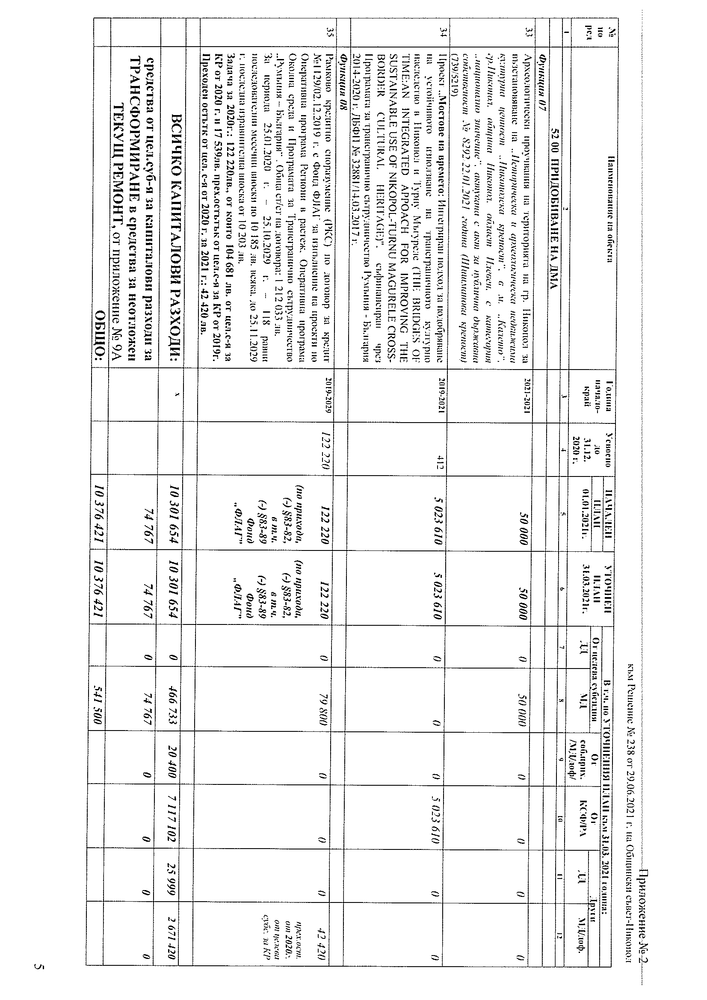 Приложение № 2
към Решение № 238 от 29.06.2021 г. на Общински съвет-Никопол
№ по ред
Наименование на обекта
Година начало-край
Усвоено до 31.12. 2020 г.
НАЧАЛЕН ПЛАН 01.01.2021г.
УТОЧНЕН ПЛАН 31.03.2021г.
В т.ч. по УТОЧНЕНИЯ ПЛАН към 31.03. 2021 година:
От целева субсидия
ДД
МД
От соб.прих. /МД/доф/
От КСФ/РА
Други
ДД
МД/доф.
1 2 3 4 5 6 7 8 9 10 11 12
52 00 ПРИДОБИВАНЕ НА ДМА
Функция 07
33
Археологически проучвания на територията на гр. Никопол за
възстановяване на „Историческа и археологическа недвижима
културна ценност „Никополска крепост", в м. „Калето",
гр.Никопол, община Никопол, област Плевен, с категория
„национално значение", актувана с акт за публична държавна
собственост № 8292.22.01.2021 година (Шишманова крепост)
(739/5219)
2021-2021
50 000 50 000 0 50 000 0 0 0 0
34
Проект „Мостове на времето: Интегриран подход за подобряване
на устойчивото използване на трансграничното културно
наследство в Никопол и Турну Мъгуреле (THE BRIDGES OF
TIME:AN INTEGRATED APPOACH FOR IMPROVING THE
SUSTAINABLE USE OF NIKOPOL-TURNU MAGURELE CROSS-
BORDER CULTURAL HERITAGE)". съфинансиран чрез
Програмата за трансгранично сътрудничество Румъния - България
2014-2020 г. ДБФП № 32881/14.03.2017 г.
2019-2021
412 5 023 610 5 023 610 0 0 0 5 023 610 0 0
Функция 08
35
Рамково кредитно споразумение (РКС) по договор за кредит
№1129/02.12.2019 г. с Фонд ФЛАГ за изпълнение на проекти по
Оперативна програма Региони в растеж. Оперативна програма
Околна среда и Програмата за Трансгранично сътрудничество
„Румъния – България" . Обща ст/ст на договора: 1 212 033 лв.
За периода 25.01.2020 г. – 25.10.2029 г. – 118 равни
последователни месечни вноски по 10 185 лв. всяка, до 25.11.2029
г. последна изравнителна вноска от 10 203 лв.
Задача за 2020г.: 122 220лв., от които 104 681 лв. от цел.с-я за
КР от 2020 г. и 17 539лв. прех.остътък от цел.с-я за КР от 2019г.
Преходен остътк от цел. с-я от 2020 г. за 2021 г.: 42 420 лв.
2019-2029
122 220
122 220
(по прихода,
(-) §83-82,
в т.ч.
(-) §83-89
Фонд
„ФЛАГ"
122 220
(по прихода,
(-) §83-82,
в т.ч.
(-) §83-89
Фонд
„ФЛАГ"
0 79 800 0 0 0
42 420
прех.ост.
от 2020г.
от целева
субс. за КР
ВСИЧКО КАПИТАЛОВИ РАЗХОДИ: x 10 301 654 10 301 654 0 466 733 20 400 7 117 102 25 999 2 671 420
средства от цел.суб-я за капиталови разходи за
ТРАНСФОРМИРАНЕ в средства за неотложен
ТЕКУЩ РЕМОНТ, от приложение № 9А
74 767 74 767 0 74 767 0 0 0 0
ОБЩО: 10 376 421 10 376 421 541 500
5